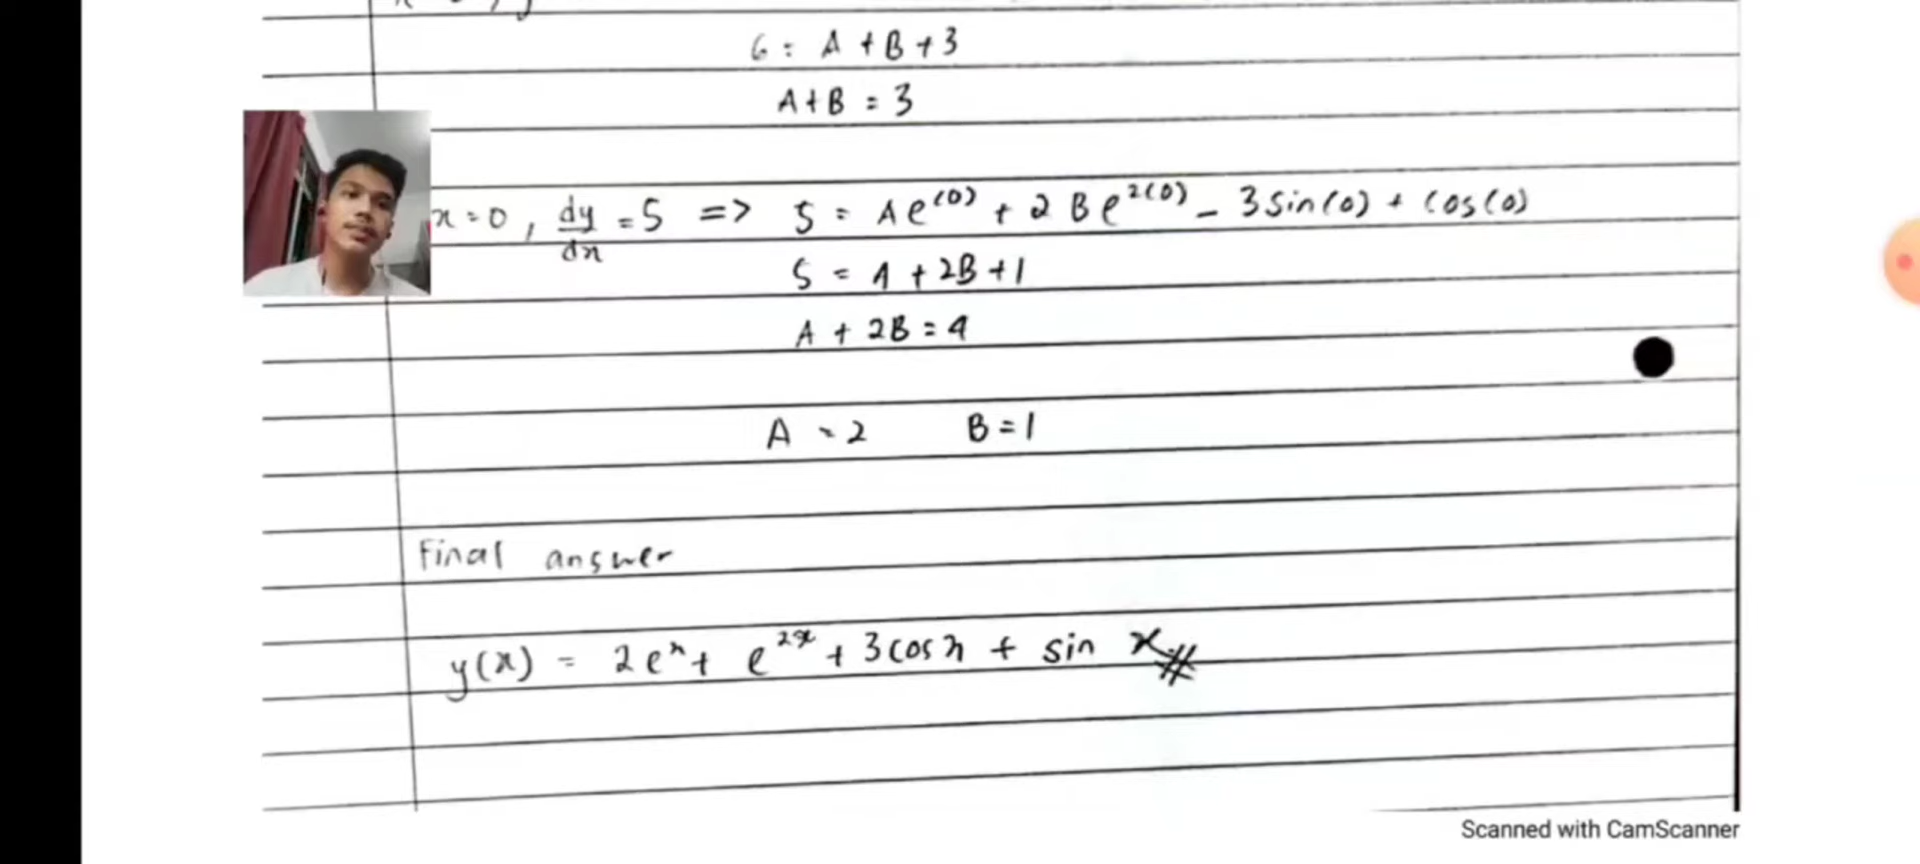 6 = A + B + 3
A + B = 3
x = 0, dy/dx = 5 => 5 = Ae^(0) + 2Be^2(0) - 3sin(0) + cos(0)
5 = A + 2B + 1
A + 2B = 4
A = 2 B = 1
Final answer
y(x) = 2e^x + e^2x + 3cosx + sin x
Scanned with CamScanner